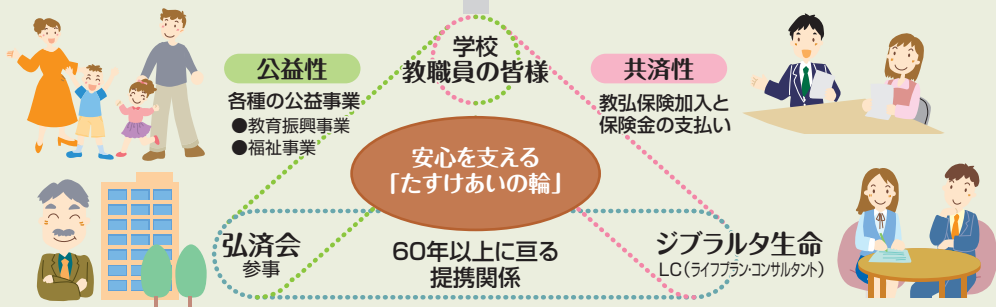 学校
教職員の皆様
公益性
各種の公益事業
●教育振興事業
●福祉事業
共済性
教弘保険加入と
保険金の支払い
安心を支える
「たすけあいの輪」
弘済会
参事
60年以上に亘る
提携関係
ジブラルタ生命
LC(ライフプラン・コンサルタント)